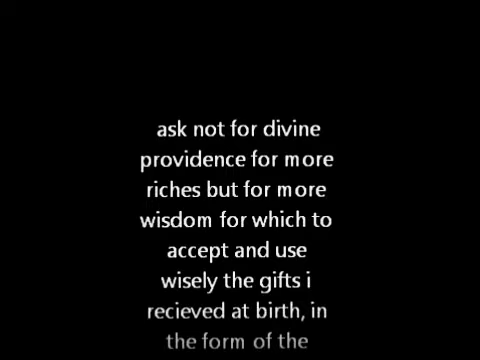 ask not for divine
providence for more
riches but for more
wisdom for which to
accept and use
wisely the gifts i
recieved at birth, in
the form of the